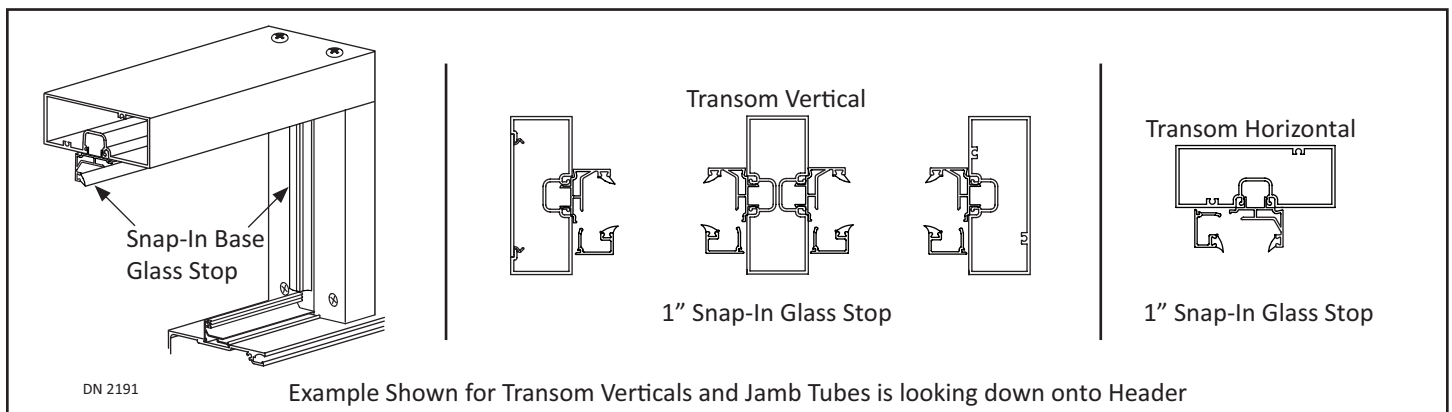 Snap-In Base
Glass Stop
Transom Vertical
1” Snap-In Glass Stop
Transom Horizontal
1” Snap-In Glass Stop
DN 2191
Example Shown for Transom Verticals and Jamb Tubes is looking down onto Header